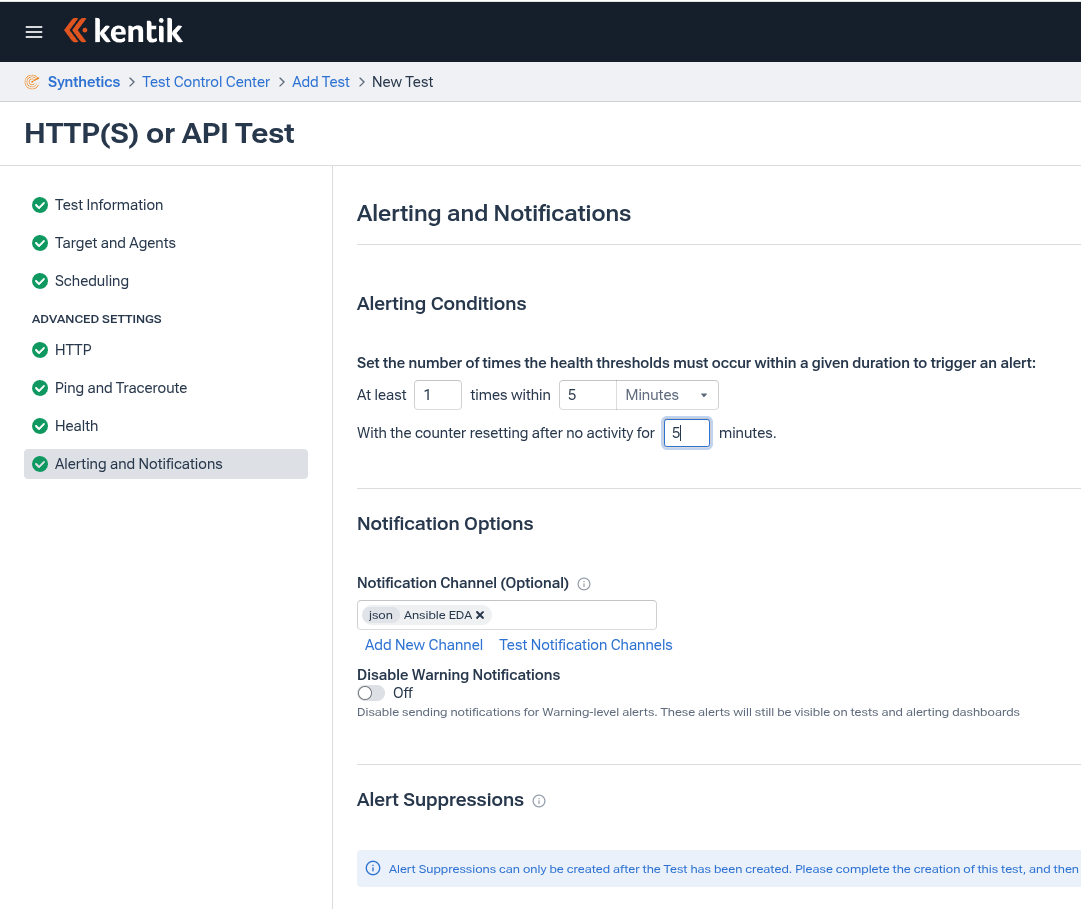 kentik
Synthetics > Test Control Center > Add Test > New Test
HTTP(S) or API Test
Test Information
Target and Agents
Scheduling
ADVANCED SETTINGS
HTTP
Ping and Traceroute
Health
Alerting and Notifications
Alerting and Notifications
Alerting Conditions
Set the number of times the health thresholds must occur within a given duration to trigger an alert:
At least 1 times within 5 Minutes
With the counter resetting after no activity for 5 minutes.
Notification Options
Notification Channel (Optional)
json Ansible EDA
Add New Channel Test Notification Channels
Disable Warning Notifications
Off
Disable sending notifications for Warning-level alerts. These alerts will still be visible on tests and alerting dashboards
Alert Suppressions
Alert Suppressions can only be created after the Test has been created. Please complete the creation of this test, and then